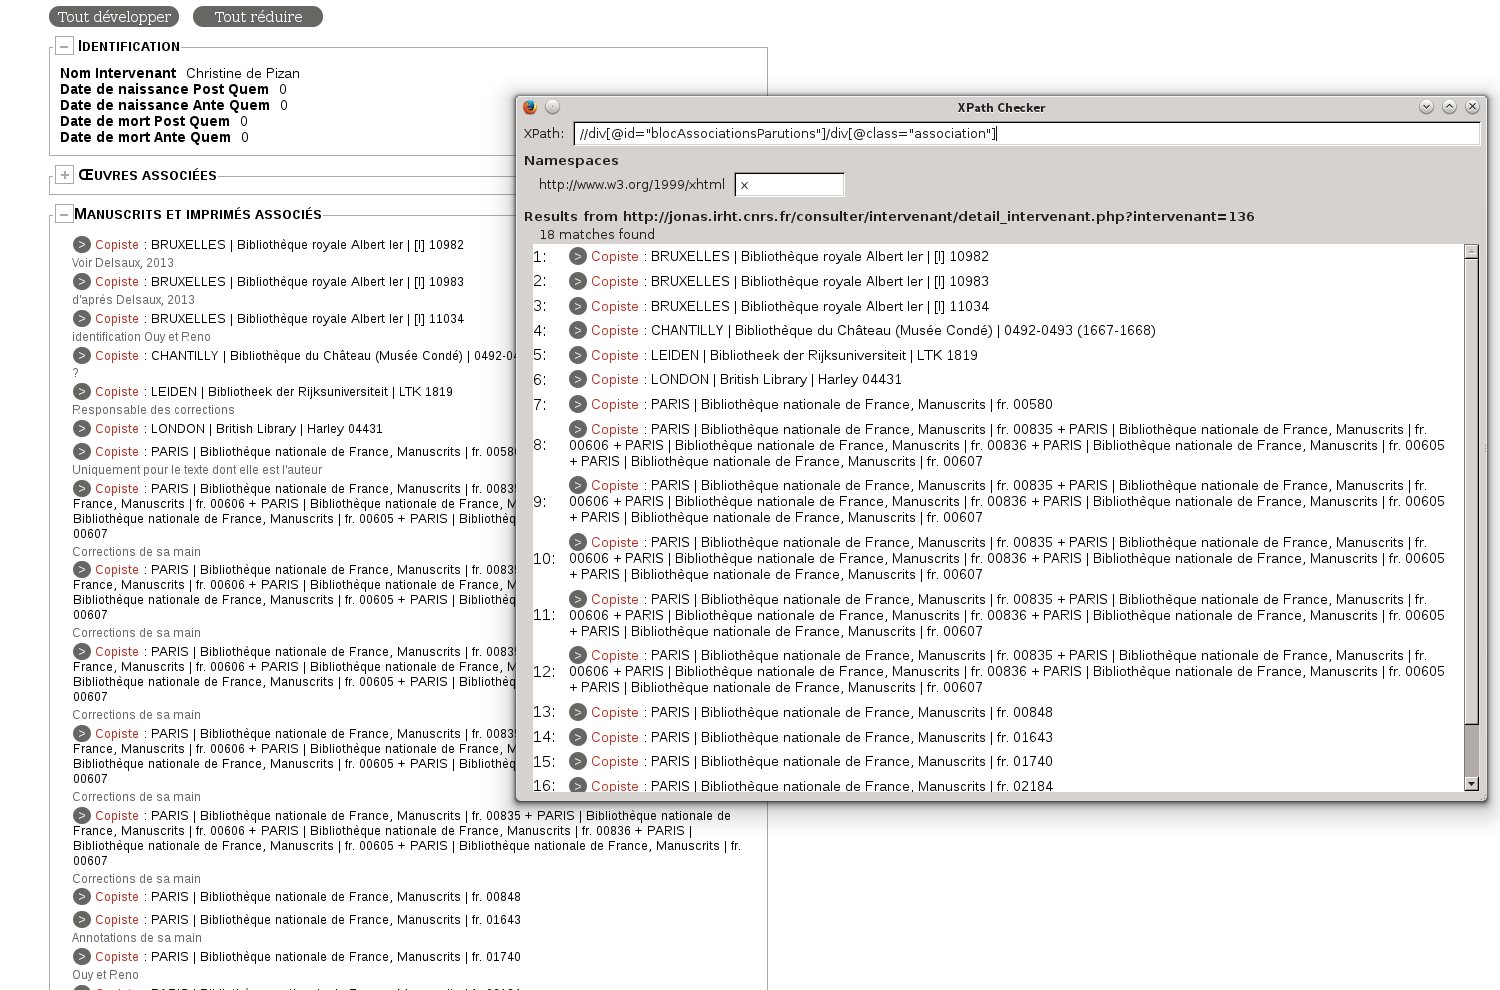 Tout développer Tout réduire
IDENTIFICATION
Nom Intervenant Christine de Pizan
Date de naissance Post Quem 0
Date de naissance Ante Quem 0
Date de mort Post Quem 0
Date de mort Ante Quem 0
ŒUVRES ASSOCIÉES
MANUSCRITS ET IMPRIMÉS ASSOCIÉS
> Copiste : BRUXELLES | Bibliothèque royale Albert Ier | [I] 10982
Voir Delsaux, 2013
> Copiste : BRUXELLES | Bibliothèque royale Albert Ier | [I] 10983
d'après Delsaux, 2013
> Copiste : BRUXELLES | Bibliothèque royale Albert Ier | [I] 11034
identification Ouy et Reno
> Copiste : CHANTILLY | Bibliothèque du Château (Musée Condé) | 0492-04
?
> Copiste : LEIDEN | Bibliotheek der Rijksuniversiteit | LTK 1819
Responsable des corrections
> Copiste : LONDON | British Library | Harley 04431
> Copiste : PARIS | Bibliothèque nationale de France, Manuscrits | fr. 0058
Uniquement pour le texte dont elle est l'auteur
> Copiste : PARIS | Bibliothèque nationale de France, Manuscrits | fr. 0083
France, Manuscrits | fr. 00606 + PARIS | Bibliothèque nationale de France, M
Bibliothèque nationale de France, Manuscrits | fr. 00605 + PARIS | Bibliothèq
00607
Corrections de sa main
> Copiste : PARIS | Bibliothèque nationale de France, Manuscrits | fr. 0083
France, Manuscrits | fr. 00606 + PARIS | Bibliothèque nationale de France, M
Bibliothèque nationale de France, Manuscrits | fr. 00605 + PARIS | Bibliothèq
00607
Corrections de sa main
> Copiste : PARIS | Bibliothèque nationale de France, Manuscrits | fr. 0083
France, Manuscrits | fr. 00606 + PARIS | Bibliothèque nationale de France, M
Bibliothèque nationale de France, Manuscrits | fr. 00605 + PARIS | Bibliothèq
00607
Corrections de sa main
> Copiste : PARIS | Bibliothèque nationale de France, Manuscrits | fr. 0083
France, Manuscrits | fr. 00606 + PARIS | Bibliothèque nationale de France, M
Bibliothèque nationale de France, Manuscrits | fr. 00605 + PARIS | Bibliothèq
00607
Corrections de sa main
> Copiste : PARIS | Bibliothèque nationale de France, Manuscrits | fr. 00835 + PARIS | Bibliothèque nationale de
France, Manuscrits | fr. 00606 + PARIS | Bibliothèque nationale de France, Manuscrits | fr. 00836 + PARIS |
Bibliothèque nationale de France, Manuscrits | fr. 00605 + PARIS | Bibliothèque nationale de France, Manuscrits | fr.
00607
Corrections de sa main
> Copiste : PARIS | Bibliothèque nationale de France, Manuscrits | fr. 00848
> Copiste : PARIS | Bibliothèque nationale de France, Manuscrits | fr. 01643
Annotations de sa main
> Copiste : PARIS | Bibliothèque nationale de France, Manuscrits | fr. 01740
Ouy et Reno
XPath Checker
XPath: //div[@id="blocAssociationsParutions"]/div[@class="association"]
Namespaces
http://www.w3.org/1999/xhtml x
Results from http://jonas.irht.cnrs.fr/consulter/intervenant/detail_intervenant.php?intervenant=136
18 matches found
1: > Copiste : BRUXELLES | Bibliothèque royale Albert Ier | [I] 10982
2: > Copiste : BRUXELLES | Bibliothèque royale Albert Ier | [I] 10983
3: > Copiste : BRUXELLES | Bibliothèque royale Albert Ier | [I] 11034
4: > Copiste : CHANTILLY | Bibliothèque du Château (Musée Condé) | 0492-0493 (1667-1668)
5: > Copiste : LEIDEN | Bibliotheek der Rijksuniversiteit | LTK 1819
6: > Copiste : LONDON | British Library | Harley 04431
7: > Copiste : PARIS | Bibliothèque nationale de France, Manuscrits | fr. 00580
> Copiste : PARIS | Bibliothèque nationale de France, Manuscrits | fr. 00835 + PARIS | Bibliothèque nationale de France, Manuscrits | fr.
8: 00606 + PARIS | Bibliothèque nationale de France, Manuscrits | fr. 00836 + PARIS | Bibliothèque nationale de France, Manuscrits | fr. 00605
+ PARIS | Bibliothèque nationale de France, Manuscrits | fr. 00607
> Copiste : PARIS | Bibliothèque nationale de France, Manuscrits | fr. 00835 + PARIS | Bibliothèque nationale de France, Manuscrits | fr.
9: 00606 + PARIS | Bibliothèque nationale de France, Manuscrits | fr. 00836 + PARIS | Bibliothèque nationale de France, Manuscrits | fr. 00605
+ PARIS | Bibliothèque nationale de France, Manuscrits | fr. 00607
> Copiste : PARIS | Bibliothèque nationale de France, Manuscrits | fr. 00835 + PARIS | Bibliothèque nationale de France, Manuscrits | fr.
10: 00606 + PARIS | Bibliothèque nationale de France, Manuscrits | fr. 00836 + PARIS | Bibliothèque nationale de France, Manuscrits | fr. 00605
+ PARIS | Bibliothèque nationale de France, Manuscrits | fr. 00607
> Copiste : PARIS | Bibliothèque nationale de France, Manuscrits | fr. 00835 + PARIS | Bibliothèque nationale de France, Manuscrits | fr.
11: 00606 + PARIS | Bibliothèque nationale de France, Manuscrits | fr. 00836 + PARIS | Bibliothèque nationale de France, Manuscrits | fr. 00605
+ PARIS | Bibliothèque nationale de France, Manuscrits | fr. 00607
> Copiste : PARIS | Bibliothèque nationale de France, Manuscrits | fr. 00835 + PARIS | Bibliothèque nationale de France, Manuscrits | fr.
12: 00606 + PARIS | Bibliothèque nationale de France, Manuscrits | fr. 00836 + PARIS | Bibliothèque nationale de France, Manuscrits | fr. 00605
+ PARIS | Bibliothèque nationale de France, Manuscrits | fr. 00607
13: > Copiste : PARIS | Bibliothèque nationale de France, Manuscrits | fr. 00848
14: > Copiste : PARIS | Bibliothèque nationale de France, Manuscrits | fr. 01643
15: > Copiste : PARIS | Bibliothèque nationale de France, Manuscrits | fr. 01740
16: > Copiste : PARIS | Bibliothèque nationale de France, Manuscrits | fr. 02184